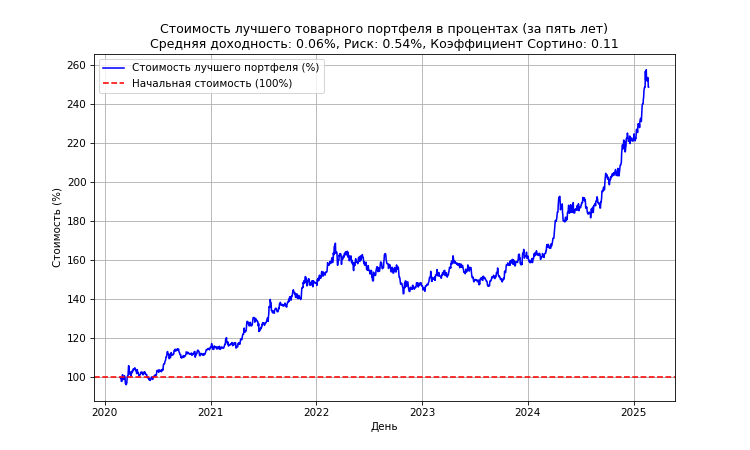 Стоимость лучшего товарного портфеля в процентах (за пять лет)
Средняя доходность: 0.06%, Риск: 0.54%, Коэффициент Сортино: 0.11
Стоимость лучшего портфеля (%)
Начальная стоимость (100%)
Стоимость (%)
260
240
220
200
180
160
140
120
100
2020
2021
2022
2023
2024
2025
День